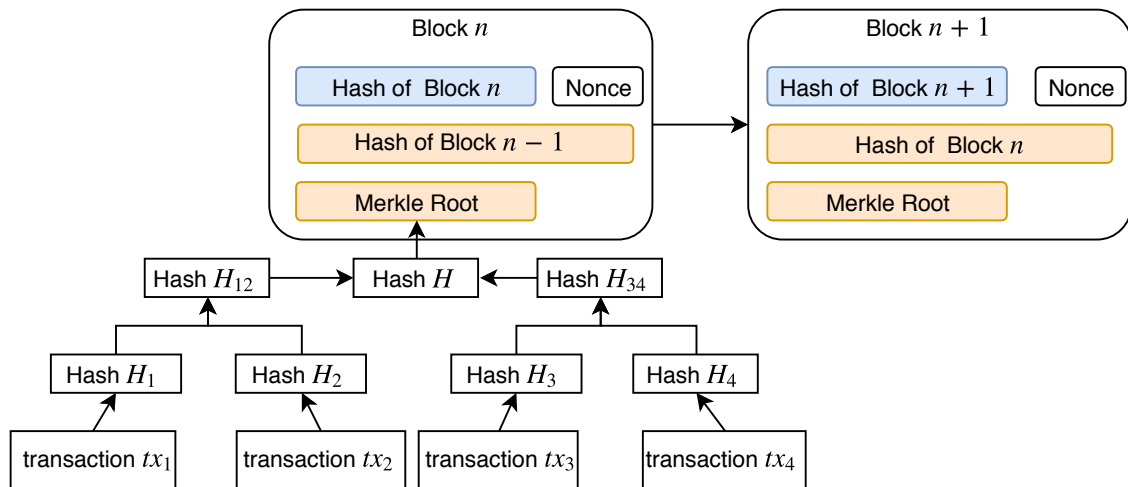 Block n
Block n + 1
Hash of Block n
Nonce
Hash of Block n + 1
Nonce
Hash of Block n − 1
Hash of Block n
Merkle Root
Merkle Root
Hash H₁₂
Hash H
Hash H₃₄
Hash H₁
Hash H₂
Hash H₃
Hash H₄
transaction tx₁
transaction tx₂
transaction tx₃
transaction tx₄